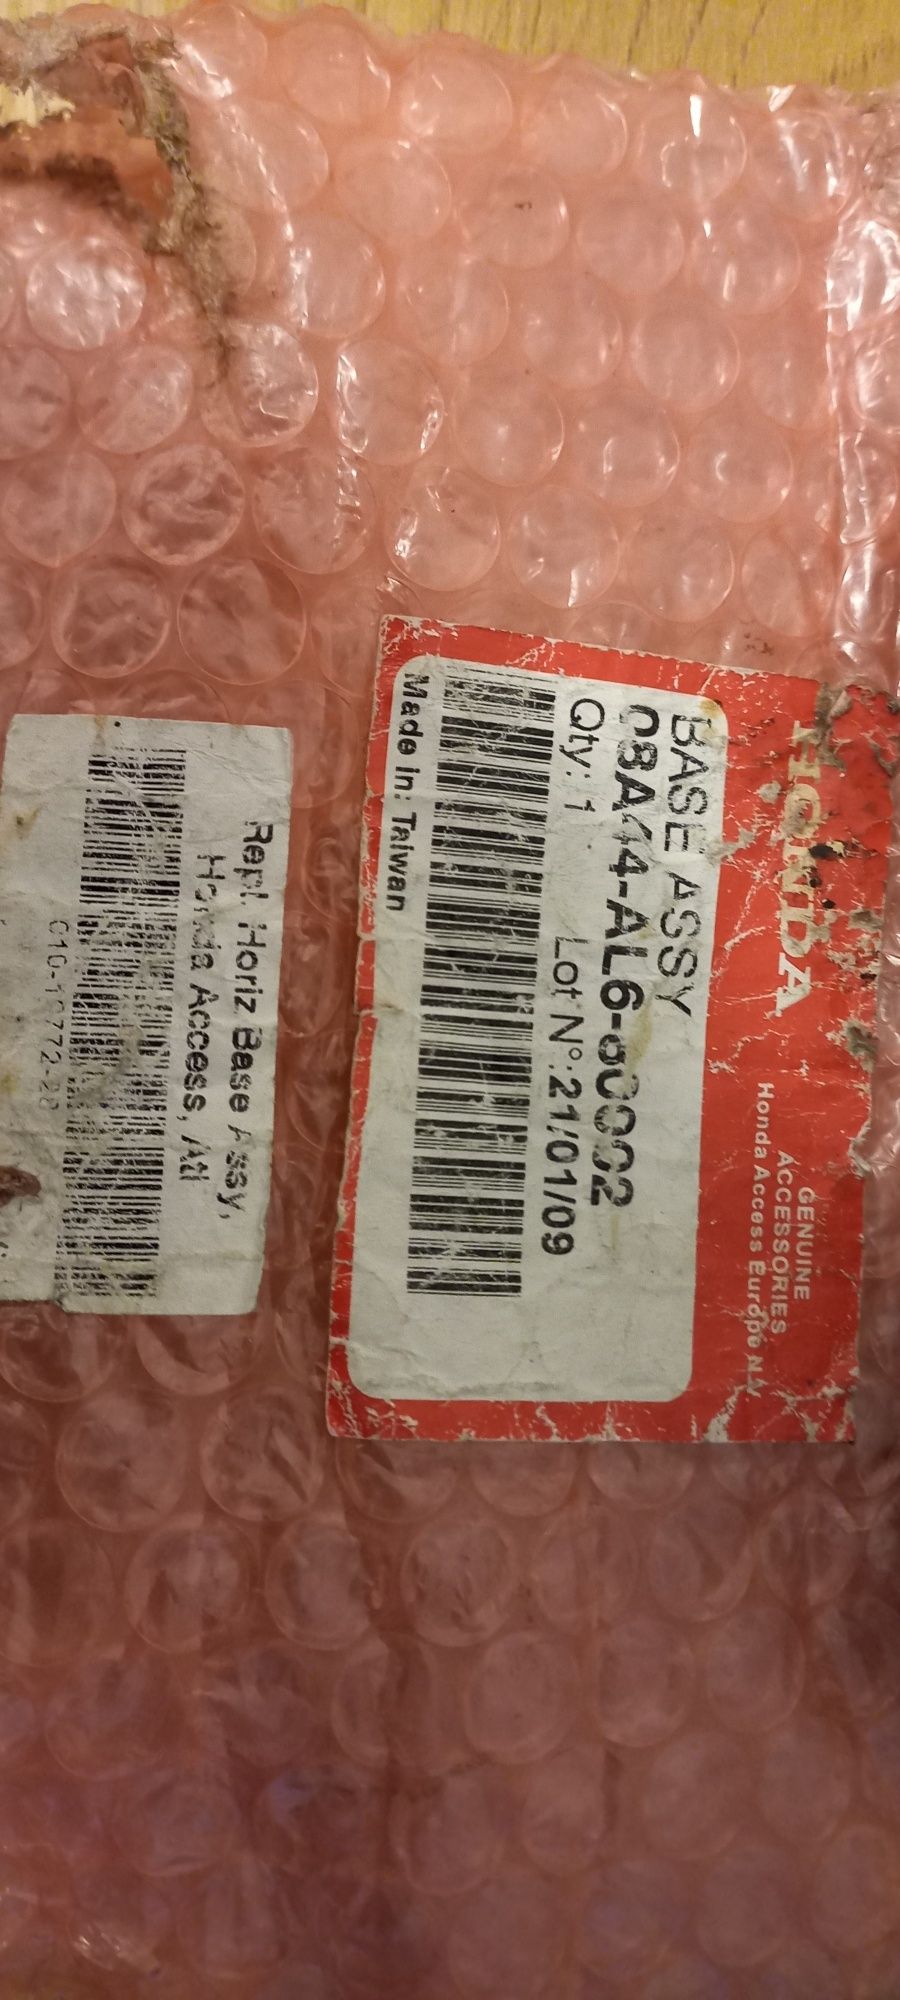 HONDA
GENUINE
ACCESSORIES
Honda Access Europe N.V.
BASE ASSY
08A44-AL6-60002
Qty: 1 Lot N°:21/01/09
Made in: Taiwan
Repl. Horiz Base Assy,
Honda Access, Atl